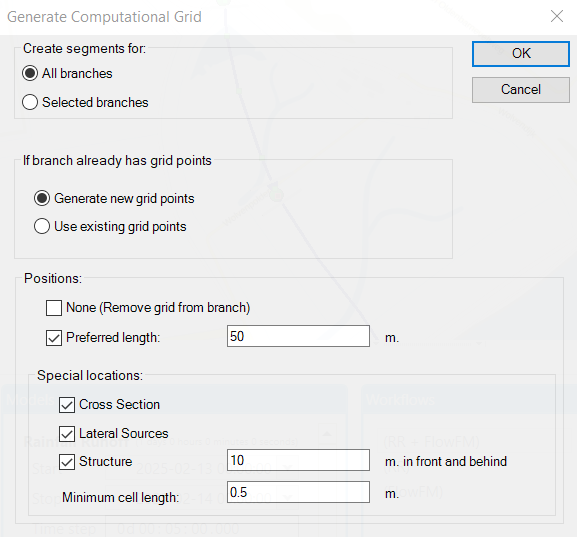 Generate Computational Grid
Create segments for:
OK
All branches
Cancel
Selected branches
If branch already has grid points
Generate new grid points
Use existing grid points
Positions:
None (Remove grid from branch)
Preferred length: 50 m.
Special locations:
Cross Section
Lateral Sources
Structure 10 m. in front and behind
Minimum cell length: 0.5 m.